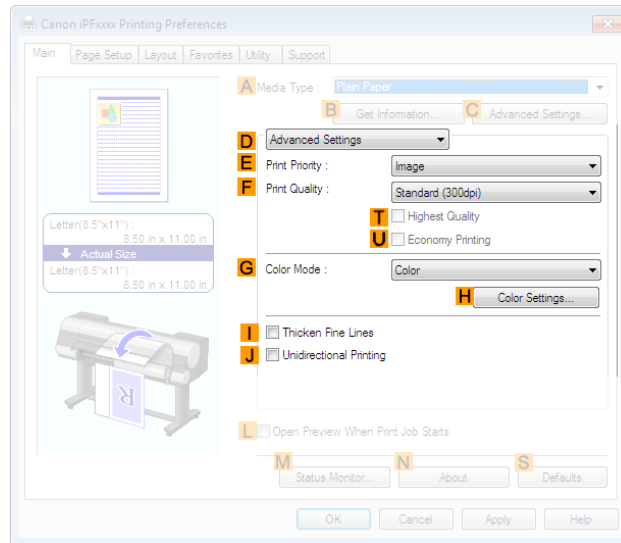 Canon iPFxxxx Printing Preferences
Main Page Setup Layout Favorites Utility Support
A Media Type : Plain Paper
B Get Information... C Advanced Settings...
D Advanced Settings
E Print Priority : Image
F Print Quality : Standard (300dpi)
T Highest Quality
U Economy Printing
Letter(8.5"x11") :
8.50 in x 11.00 in
Actual Size
Letter(8.5"x11") :
8.50 in x 11.00 in
G Color Mode : Color
H Color Settings...
I Thicken Fine Lines
J Unidirectional Printing
R
L Open Preview When Print Job Starts
M Status Monitor... N About S Defaults
OK Cancel Apply Help